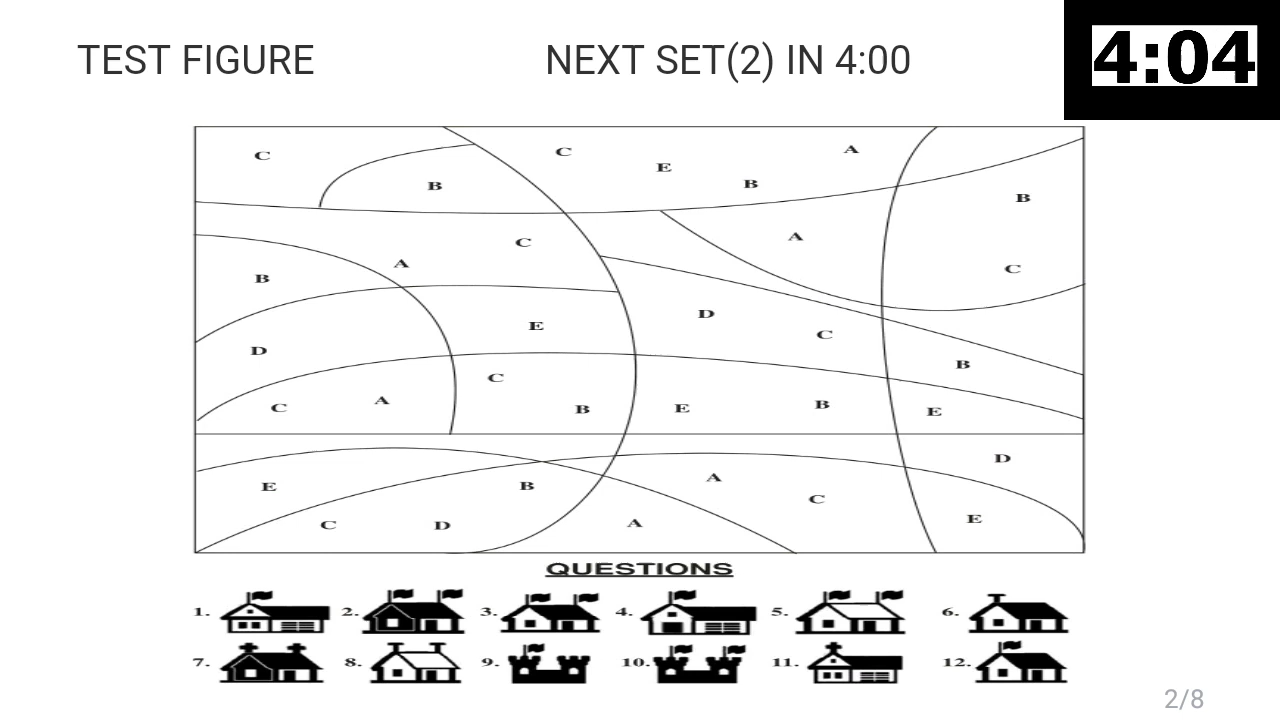 TEST FIGURE NEXT SET(2) IN 4:00 4:04
C C E B A
B B
C A
B A C
D E D C B
C A C B E B E
D
E B A C
C D A E
QUESTIONS
1. 2. 3. 4. 5. 6.
7. 8. 9. 10. 11. 12.
2/8